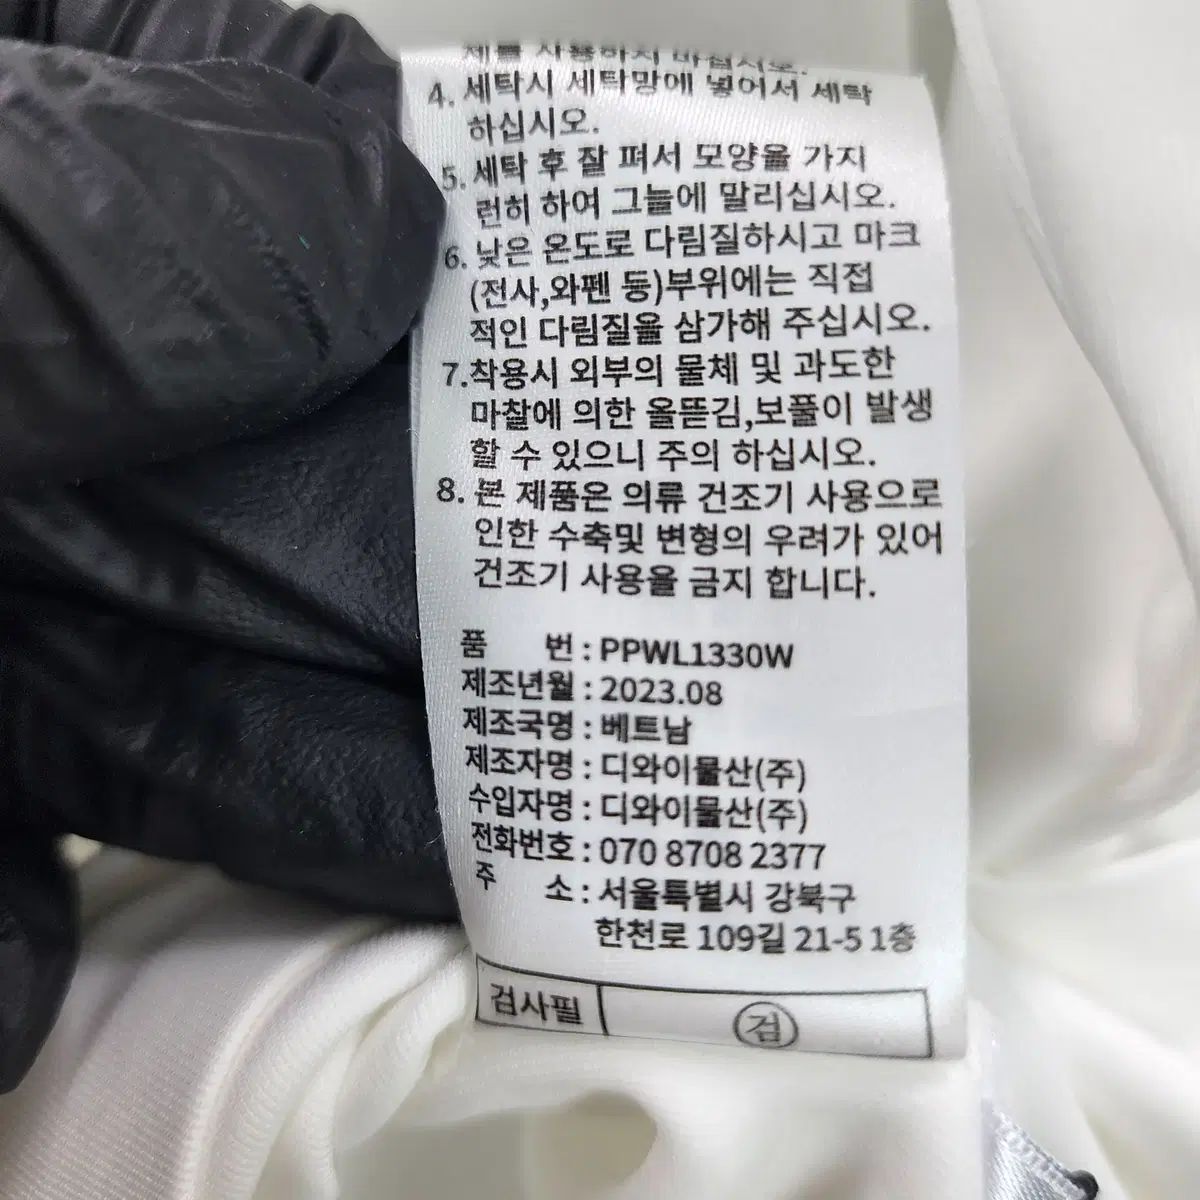 제를 사용하지 마십시오.
4. 세탁시 세탁망에 넣어서 세탁
하십시오.
5. 세탁 후 잘 펴서 모양을 가지
런히 하여 그늘에 말리십시오.
6. 낮은 온도로 다림질하시고 마크
(전사,와펜 등)부위에는 직접
적인 다림질을 삼가해 주십시오.
7.착용시 외부의 물체 및 과도한
마찰에 의한 올뜯김,보풀이 발생
할 수 있으니 주의 하십시오.
8. 본 제품은 의류 건조기 사용으로
인한 수축및 변형의 우려가 있어
건조기 사용을 금지 합니다.
품 번 : PPWL1330W
제조년월 : 2023.08
제조국명 : 베트남
제조자명 : 디와이물산(주)
수입자명 : 디와이물산(주)
전화번호 : 070 8708 2377
주 소 : 서울특별시 강북구
한천로 109길 21-5 1층
검사필 검